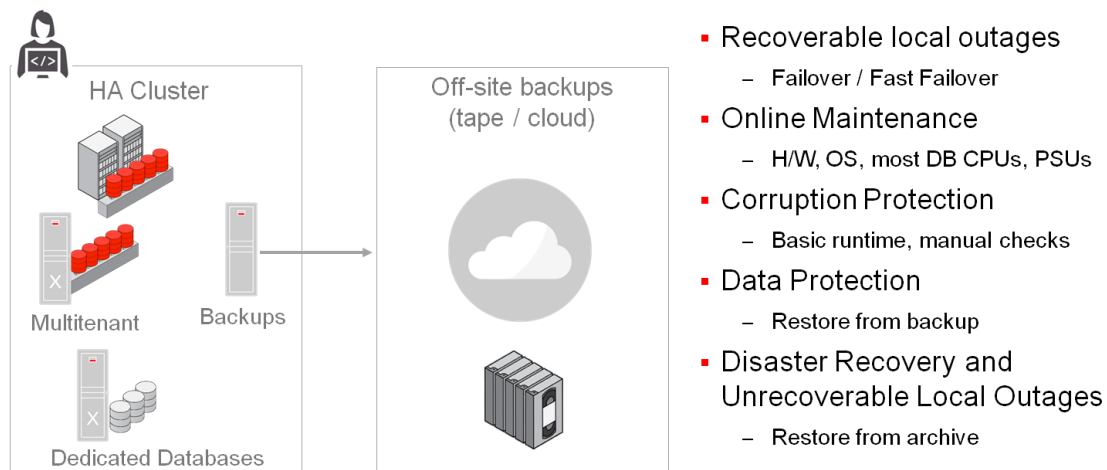 </>
HA Cluster
X
Multitenant
Backups
X
Dedicated Databases
Off-site backups
(tape / cloud)
▪ Recoverable local outages
– Failover / Fast Failover
▪ Online Maintenance
– H/W, OS, most DB CPUs, PSUs
▪ Corruption Protection
– Basic runtime, manual checks
▪ Data Protection
– Restore from backup
▪ Disaster Recovery and
Unrecoverable Local Outages
– Restore from archive